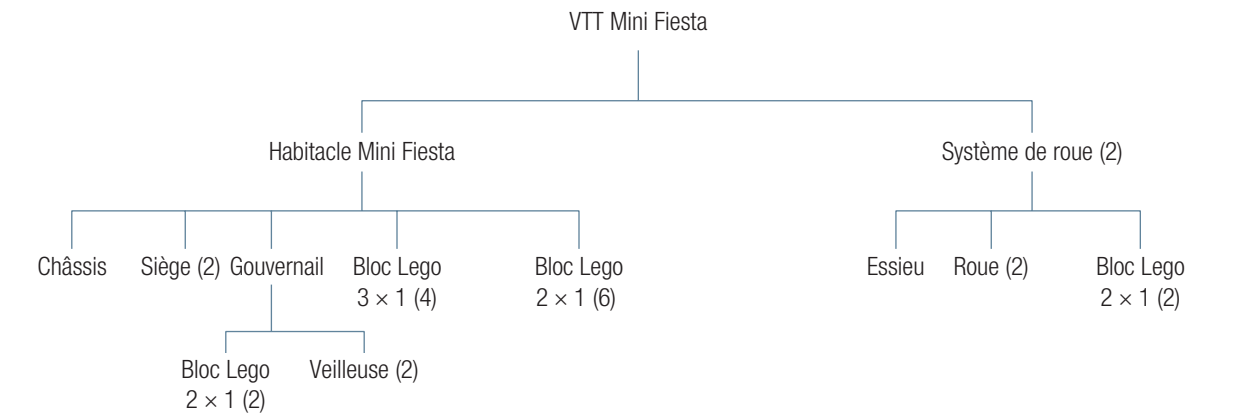 VTT Mini Fiesta
Habitacle Mini Fiesta
Système de roue (2)
Châssis
Siège (2)
Gouvernail
Bloc Lego
3 × 1 (4)
Bloc Lego
2 × 1 (6)
Essieu
Roue (2)
Bloc Lego
2 × 1 (2)
Bloc Lego
2 × 1 (2)
Veilleuse (2)